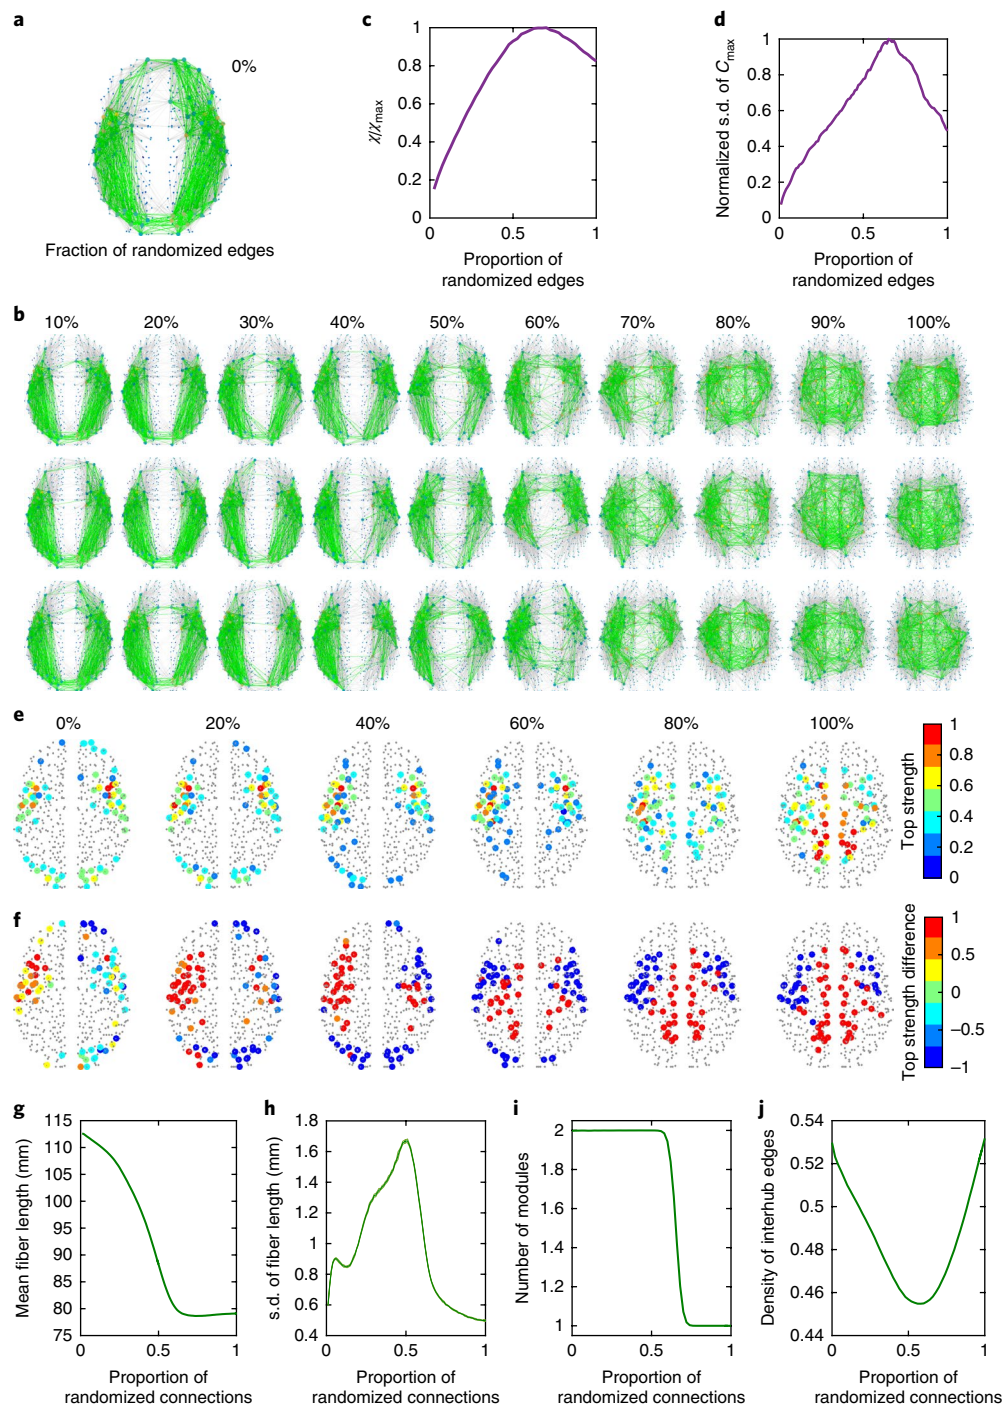 a
0%
Fraction of randomized edges
c
1
0.8
0.6
0.4
0.2
0
χ/χmax
0 0.5 1
Proportion of
randomized edges
d
1
0.8
0.6
0.4
0.2
0
Normalized s.d. of Cmax
0 0.5 1
Proportion of
randomized edges
b
10% 20% 30% 40% 50% 60% 70% 80% 90% 100%
e
0% 20% 40% 60% 80% 100%
Top strength
1
0.8
0.6
0.4
0.2
0
f
Top strength difference
1
0.5
0
−0.5
−1
g
115
110
105
100
95
90
85
80
75
Mean fiber length (mm)
0 0.5 1
Proportion of
randomized connections
h
1.8
1.6
1.4
1.2
1
0.8
0.6
0.4
s.d. of fiber length (mm)
0 0.5 1
Proportion of
randomized connections
i
2
1.8
1.6
1.4
1.2
1
Number of modules
0 0.5 1
Proportion of
randomized connections
j
0.54
0.52
0.5
0.48
0.46
0.44
Density of interhub edges
0 0.5 1
Proportion of
randomized connections